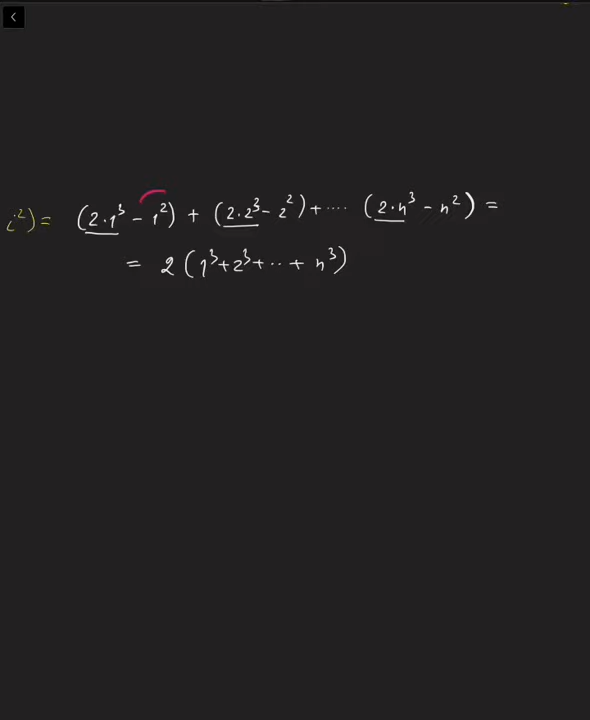 i²) = (2·1³ - 1²) + (2·2³ - 2²) + .... (2·n³ - n²) =
= 2 (1³ + 2³ + .. + n³)